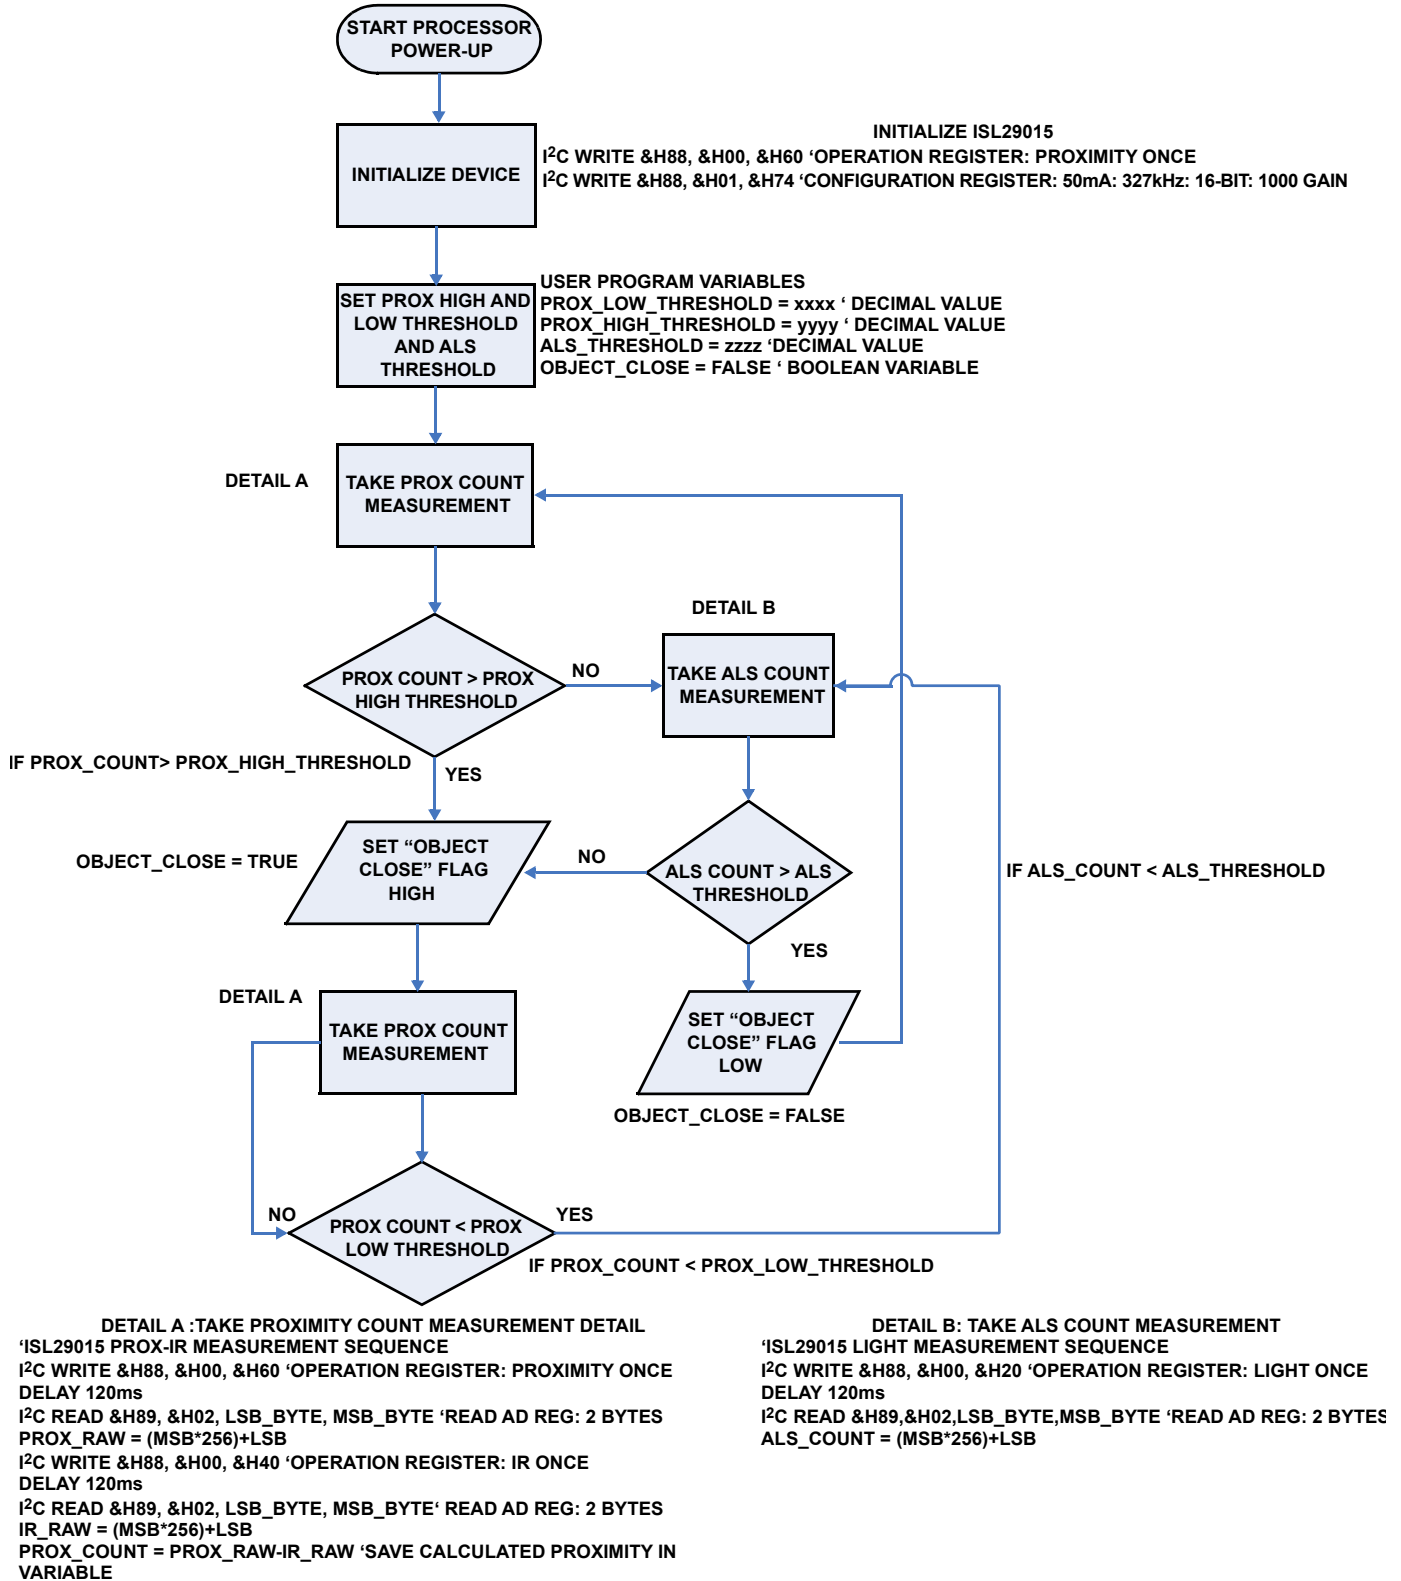 START PROCESSOR
POWER-UP
INITIALIZE DEVICE
INITIALIZE ISL29015
I2C WRITE &H88, &H00, &H60 ‘OPERATION REGISTER: PROXIMITY ONCE
I2C WRITE &H88, &H01, &H74 ‘CONFIGURATION REGISTER: 50mA: 327kHz: 16-BIT: 1000 GAIN
SET PROX HIGH AND
LOW THRESHOLD
AND ALS
THRESHOLD
USER PROGRAM VARIABLES
PROX_LOW_THRESHOLD = xxxx ‘ DECIMAL VALUE
PROX_HIGH_THRESHOLD = yyyy ‘ DECIMAL VALUE
ALS_THRESHOLD = zzzz ‘DECIMAL VALUE
OBJECT_CLOSE = FALSE ‘ BOOLEAN VARIABLE
DETAIL A
TAKE PROX COUNT
MEASUREMENT
DETAIL B
PROX COUNT > PROX
HIGH THRESHOLD
NO
TAKE ALS COUNT
MEASUREMENT
IF PROX_COUNT> PROX_HIGH_THRESHOLD
YES
OBJECT_CLOSE = TRUE
SET “OBJECT
CLOSE” FLAG
HIGH
NO
ALS COUNT > ALS
THRESHOLD
IF ALS_COUNT < ALS_THRESHOLD
YES
DETAIL A
TAKE PROX COUNT
MEASUREMENT
SET “OBJECT
CLOSE” FLAG
LOW
OBJECT_CLOSE = FALSE
NO
PROX COUNT < PROX
LOW THRESHOLD
YES
IF PROX_COUNT < PROX_LOW_THRESHOLD
DETAIL A :TAKE PROXIMITY COUNT MEASUREMENT DETAIL
‘ISL29015 PROX-IR MEASUREMENT SEQUENCE
I2C WRITE &H88, &H00, &H60 ‘OPERATION REGISTER: PROXIMITY ONCE
DELAY 120ms
I2C READ &H89, &H02, LSB_BYTE, MSB_BYTE ‘READ AD REG: 2 BYTES
PROX_RAW = (MSB*256)+LSB
I2C WRITE &H88, &H00, &H40 ‘OPERATION REGISTER: IR ONCE
DELAY 120ms
I2C READ &H89, &H02, LSB_BYTE, MSB_BYTE‘ READ AD REG: 2 BYTES
IR_RAW = (MSB*256)+LSB
PROX_COUNT = PROX_RAW-IR_RAW ‘SAVE CALCULATED PROXIMITY IN
VARIABLE
DETAIL B: TAKE ALS COUNT MEASUREMENT
‘ISL29015 LIGHT MEASUREMENT SEQUENCE
I2C WRITE &H88, &H00, &H20 ‘OPERATION REGISTER: LIGHT ONCE
DELAY 120ms
I2C READ &H89,&H02,LSB_BYTE,MSB_BYTE ‘READ AD REG: 2 BYTES
ALS_COUNT = (MSB*256)+LSB